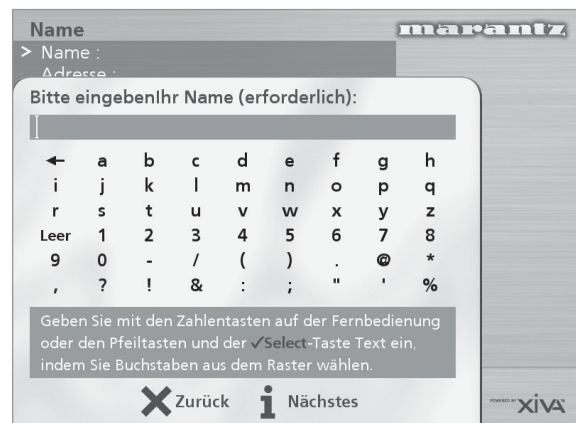 Name
marantz
> Name :
Adresse :
Bitte eingebenIhr Name (erforderlich):
← a b c d e f g h
i j k l m n o p q
r s t u v w x y z
Leer 1 2 3 4 5 6 7 8
9 0 - / ( ) . @ *
, ? ! & : ; " ' %
Geben Sie mit den Zahlentasten auf der Fernbedienung
oder den Pfeiltasten und der ✓Select-Taste Text ein,
indem Sie Buchstaben aus dem Raster wählen.
Zurück i Nächstes
POWERED BY XiVA